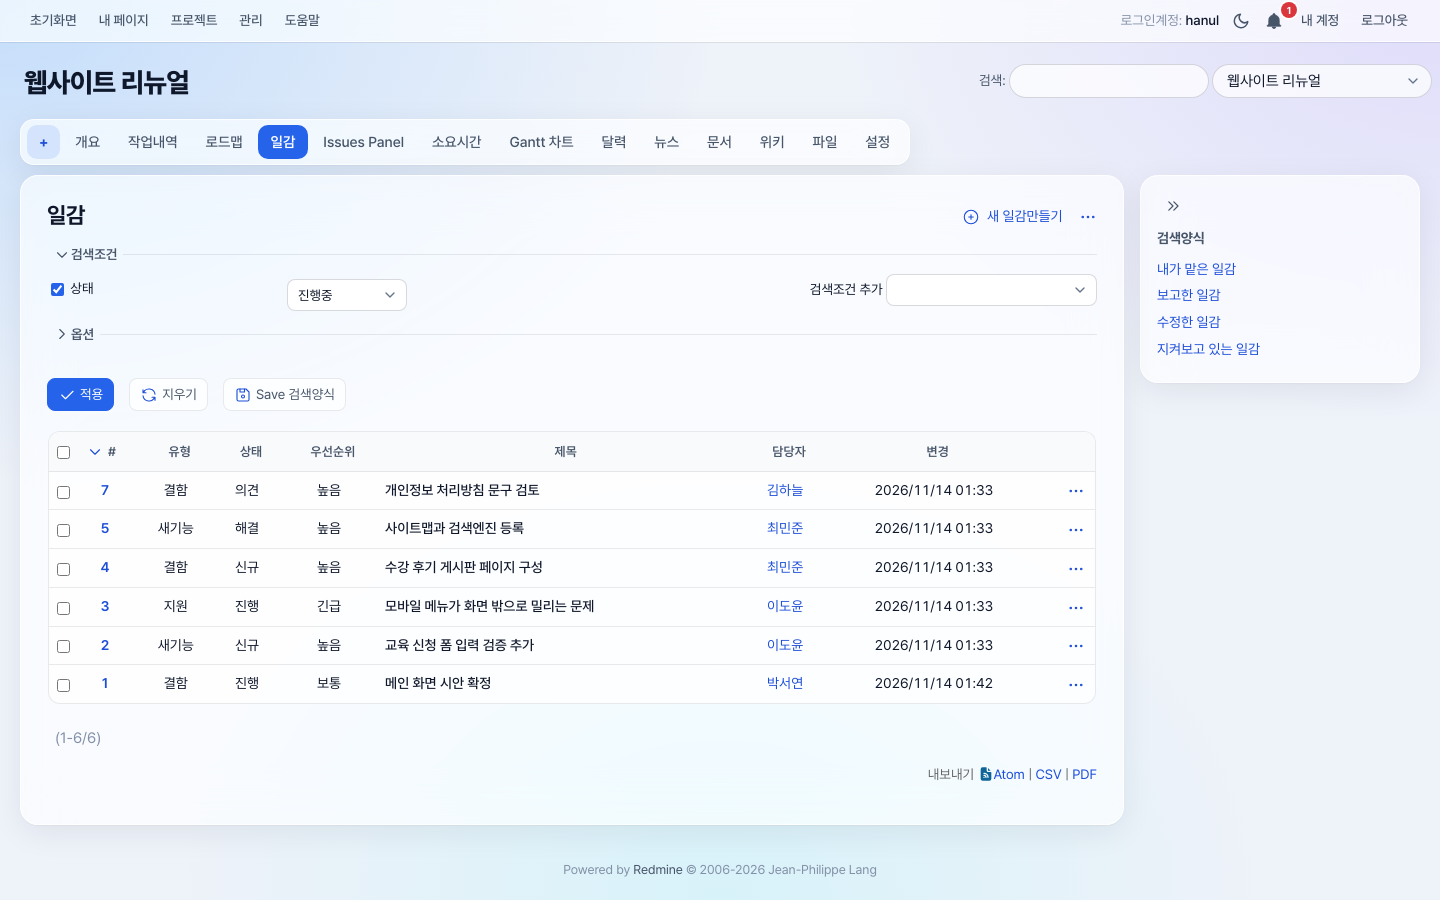 초기화면 내 페이지 프로젝트 관리 도움말 로그인계정: hanul 1 내 계정 로그아웃
웹사이트 리뉴얼 검색: 웹사이트 리뉴얼
+ 개요 작업내역 로드맵 일감 Issues Panel 소요시간 Gantt 차트 달력 뉴스 문서 위키 파일 설정
일감 새 일감만들기 ...
검색조건
상태 진행중 검색조건 추가
옵션
적용 지우기 Save 검색양식
# 유형 상태 우선순위 제목 담당자 변경
7 결함 의견 높음 개인정보 처리방침 문구 검토 김하늘 2026/11/14 01:33 ...
5 새기능 해결 높음 사이트맵과 검색엔진 등록 최민준 2026/11/14 01:33 ...
4 결함 신규 높음 수강 후기 게시판 페이지 구성 최민준 2026/11/14 01:33 ...
3 지원 진행 긴급 모바일 메뉴가 화면 밖으로 밀리는 문제 이도윤 2026/11/14 01:33 ...
2 새기능 신규 높음 교육 신청 폼 입력 검증 추가 이도윤 2026/11/14 01:33 ...
1 결함 진행 보통 메인 화면 시안 확정 박서연 2026/11/14 01:42 ...
(1-6/6)
내보내기 Atom | CSV | PDF
검색양식
내가 맡은 일감
보고한 일감
수정한 일감
지켜보고 있는 일감
Powered by Redmine © 2006-2026 Jean-Philippe Lang